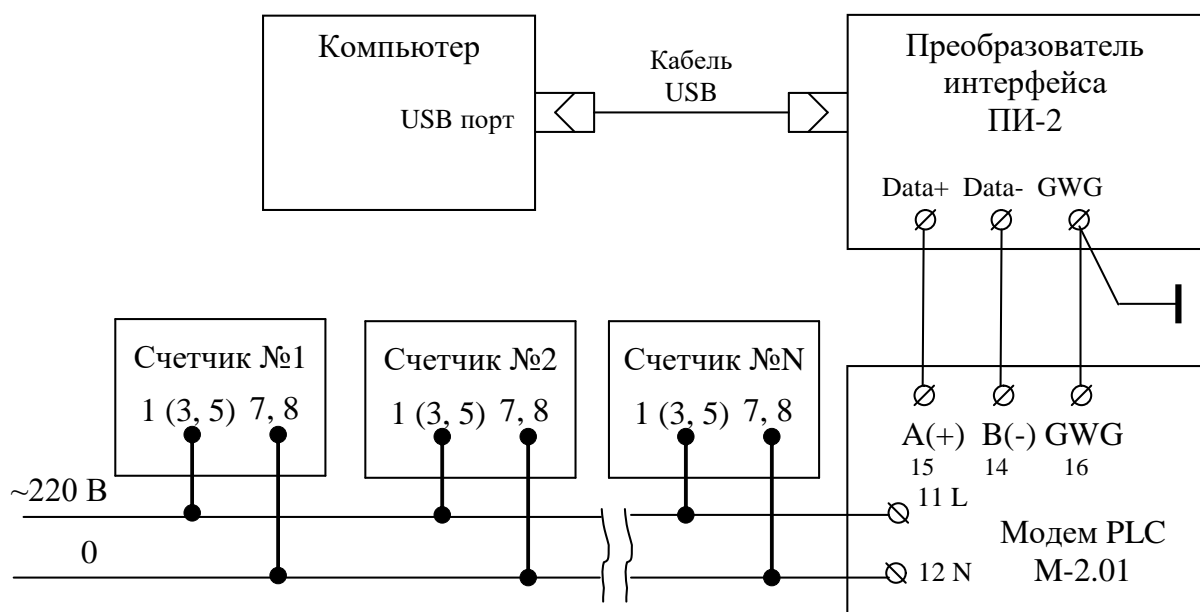 Компьютер
USB порт
Кабель
USB
Преобразователь
интерфейса
ПИ-2
Data+ Data- GWG
Счетчик №1
1 (3, 5) 7, 8
Счетчик №2
1 (3, 5) 7, 8
Счетчик №N
1 (3, 5) 7, 8
A(+) B(-) GWG
15 14 16
~220 В
0
11 L
12 N
Модем PLC
М-2.01